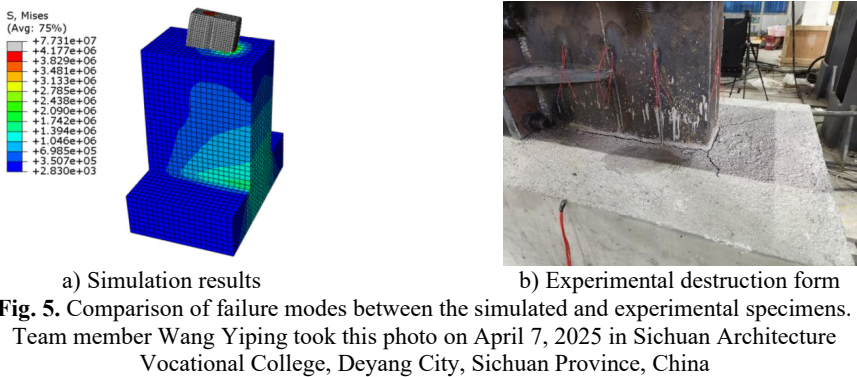 S, Mises
(Avg: 75%)
+7.731e+07
+4.177e+06
+3.829e+06
+3.481e+06
+3.133e+06
+2.785e+06
+2.438e+06
+2.090e+06
+1.742e+06
+1.394e+06
+1.046e+06
+6.985e+05
+3.507e+05
+2.830e+03
a) Simulation results
b) Experimental destruction form
Fig. 5. Comparison of failure modes between the simulated and experimental specimens.
Team member Wang Yiping took this photo on April 7, 2025 in Sichuan Architecture
Vocational College, Deyang City, Sichuan Province, China